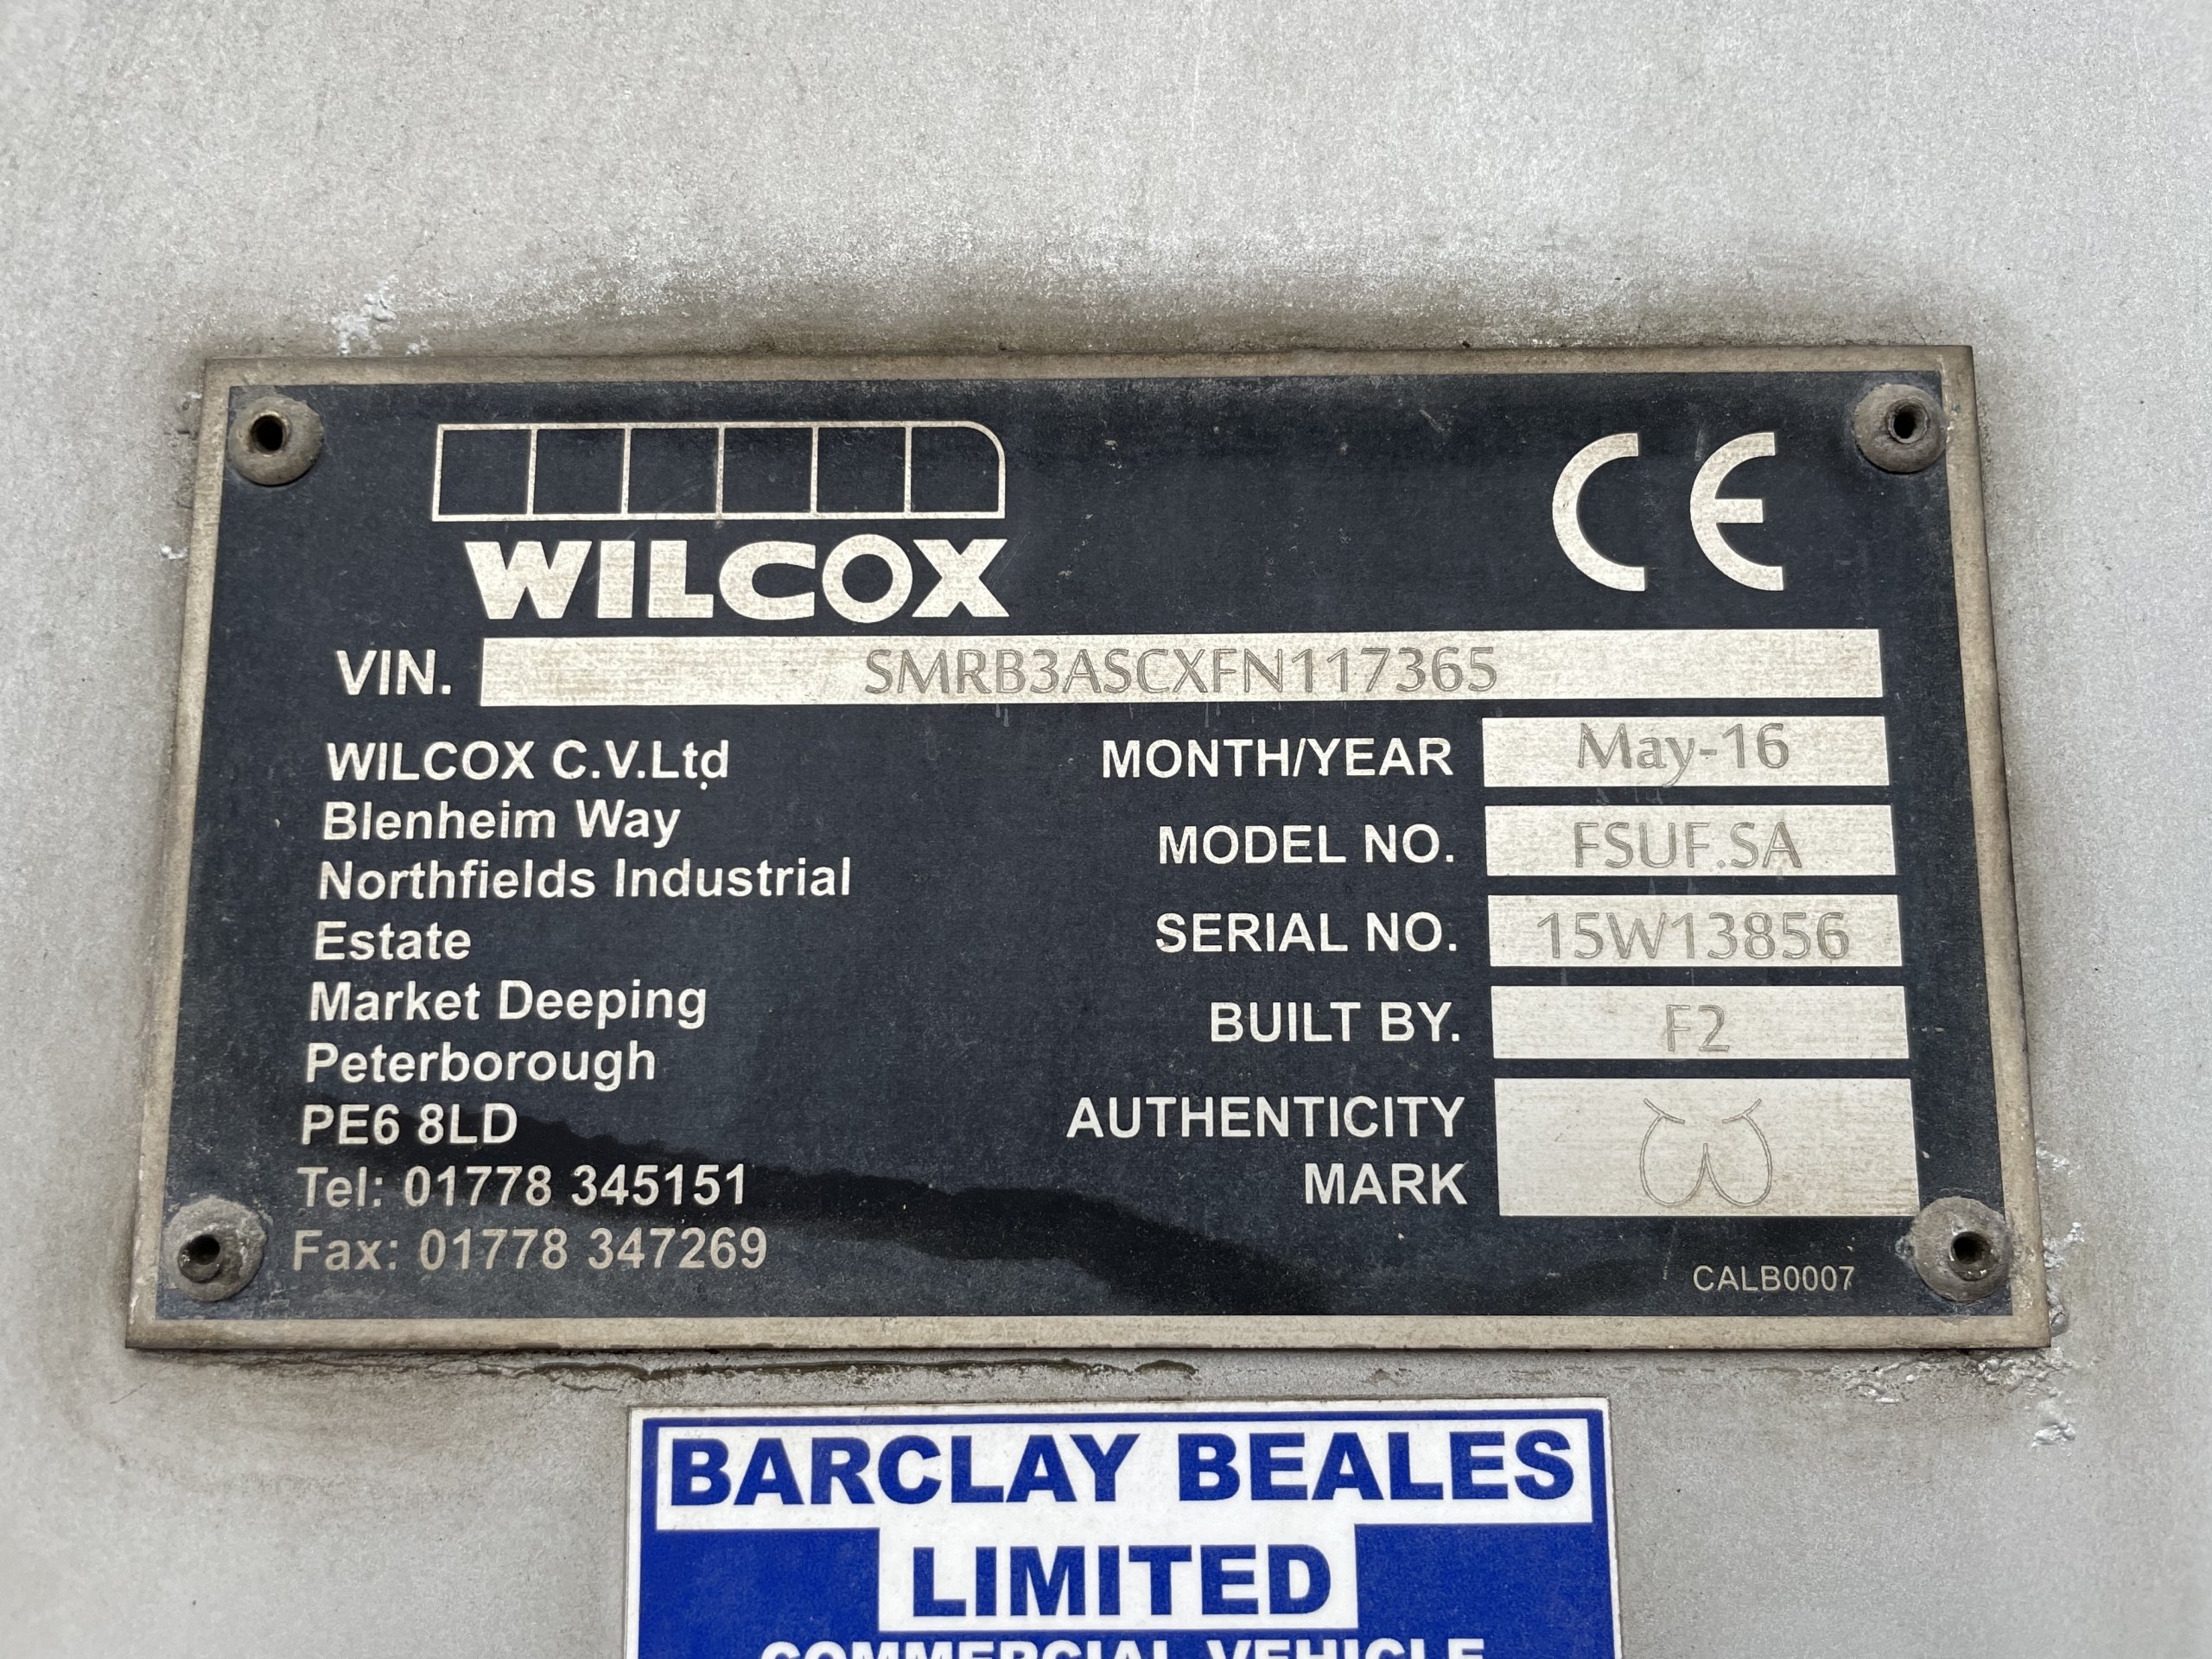 WILCOX
CE
VIN. SMRB3ASCXFN117365
WILCOX C.V.Ltd
Blenheim Way
Northfields Industrial
Estate
Market Deeping
Peterborough
PE6 8LD
Tel: 01778 345151
Fax: 01778 347269
MONTH/YEAR May-16
MODEL NO. FSUF.SA
SERIAL NO. 15W13856
BUILT BY. F2
AUTHENTICITY
MARK
CALB0007
BARCLAY BEALES
LIMITED
COMMERCIAL VEHICLE